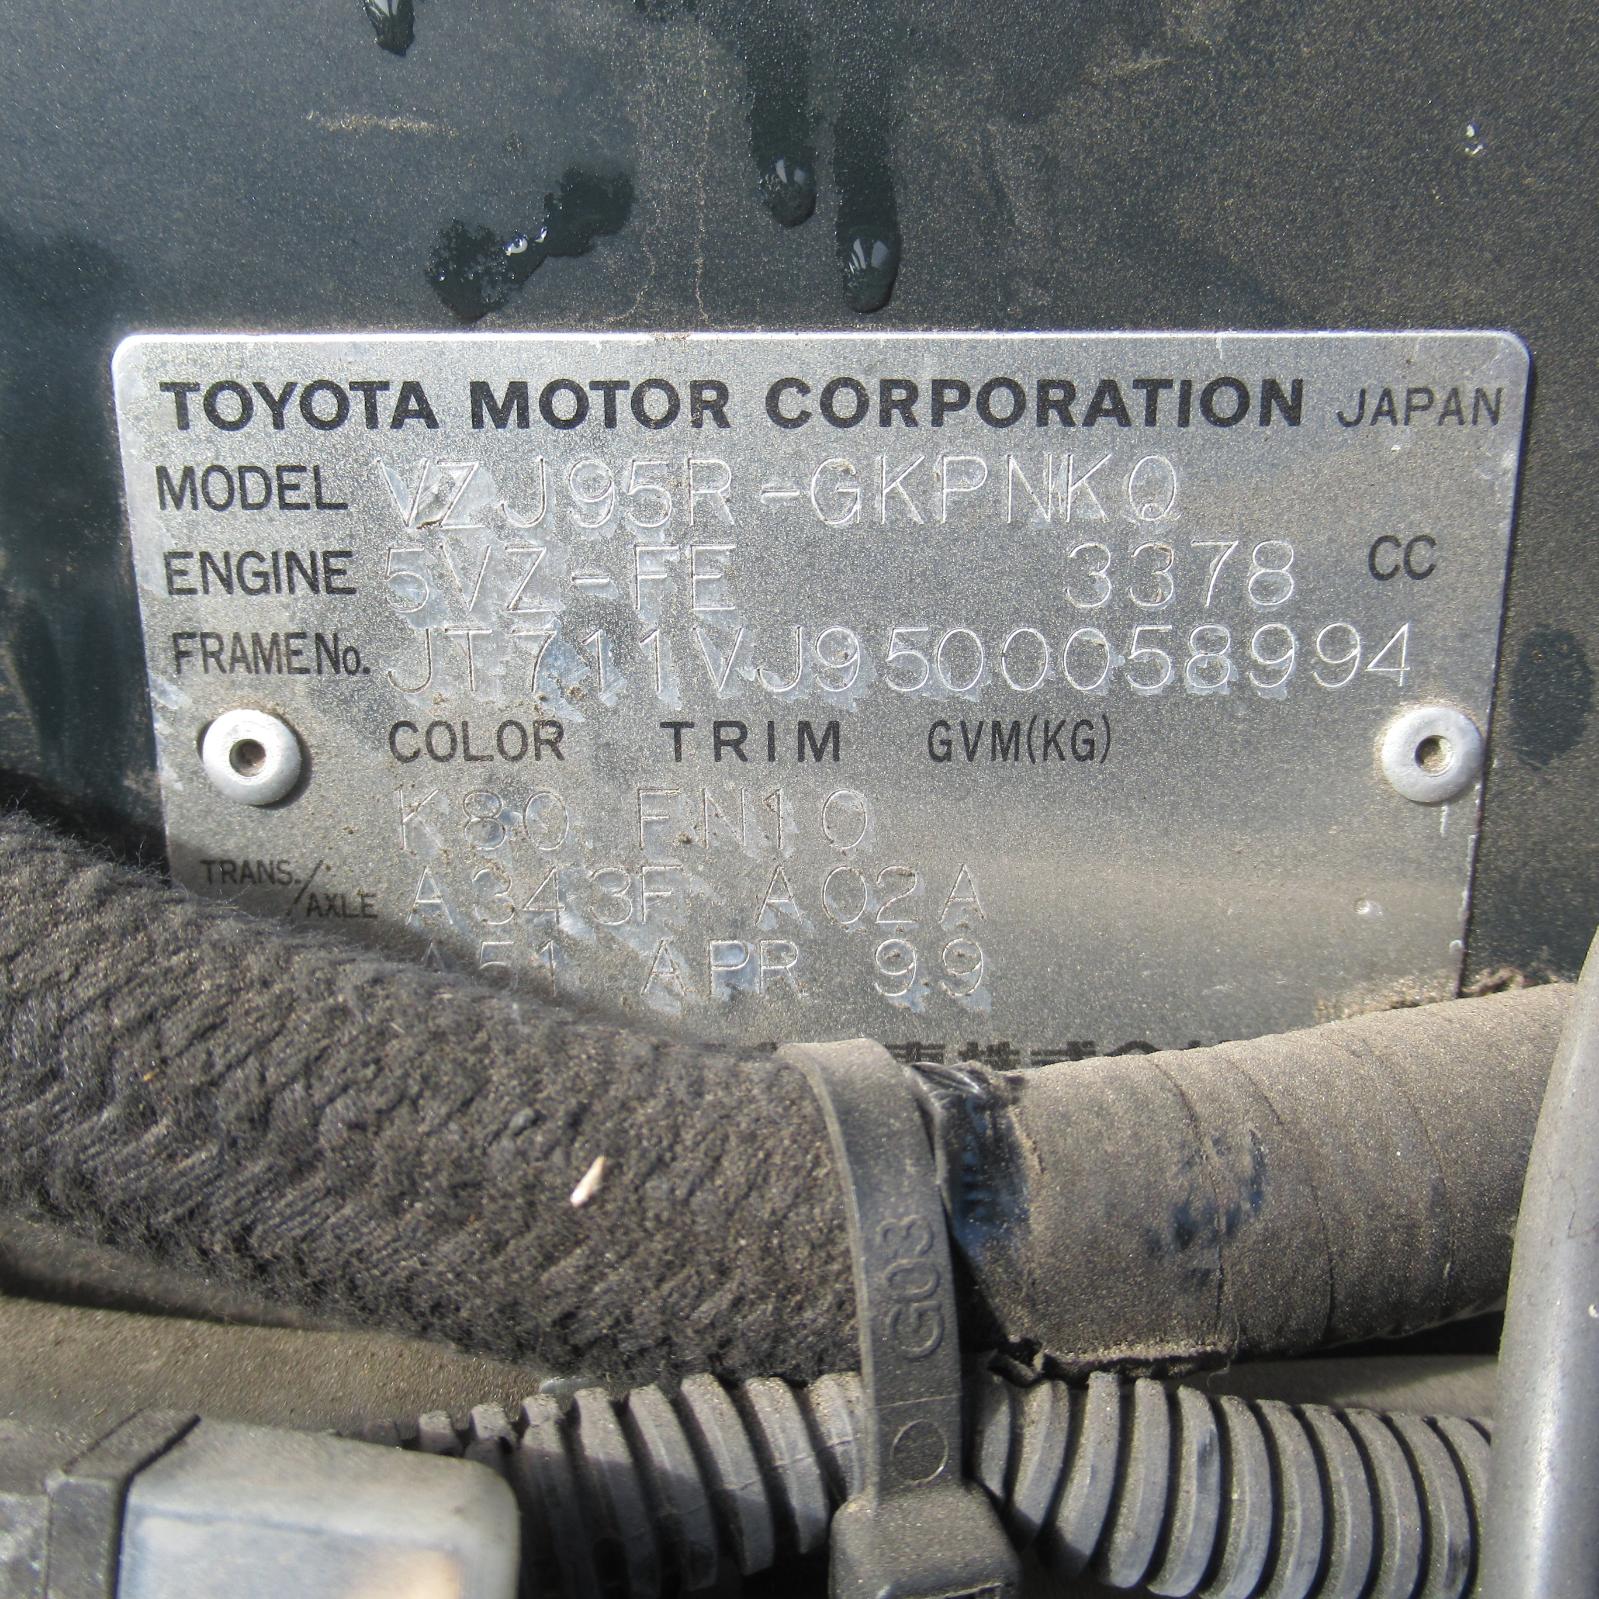 TOYOTA MOTOR CORPORATION JAPAN
MODEL VZJ95R-GKPNKQ
ENGINE 5VZ-FE 3378 CC
FRAME No. JT711VJ9500058994
COLOR TRIM GVM(KG)
K80 FN10
TRANS./AXLE A343F A02A
A51 APR 99
G03